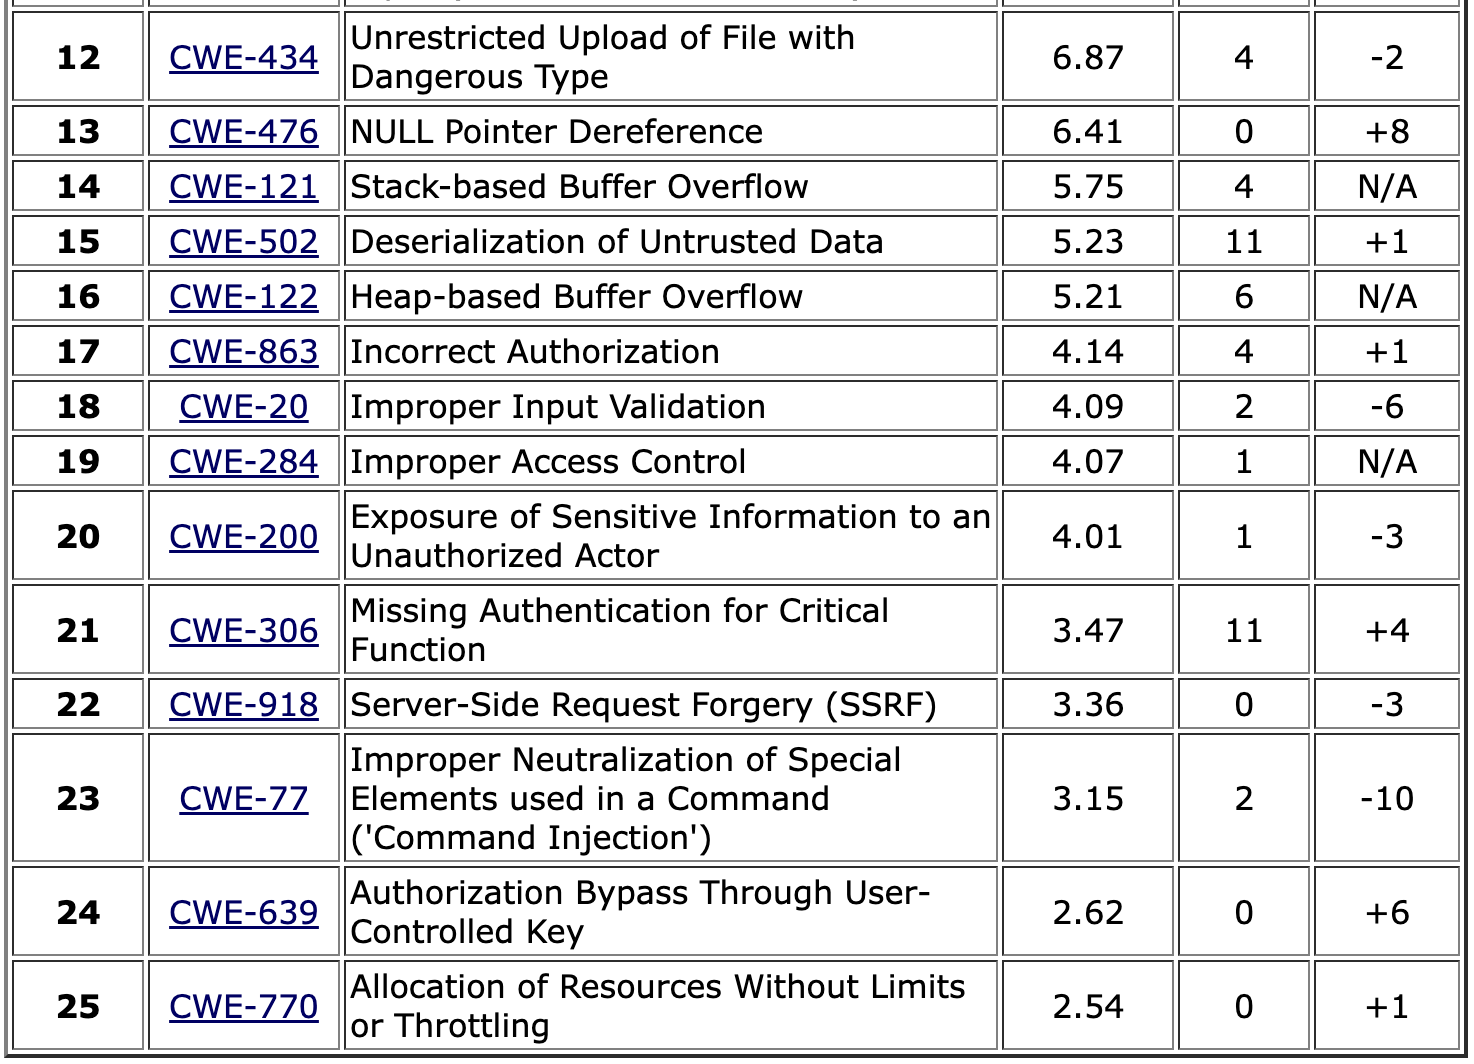 12 CWE-434 Unrestricted Upload of File with 6.87 4 -2
Dangerous Type
13 CWE-476 NULL Pointer Dereference 6.41 0 +8
14 CWE-121 Stack-based Buffer Overflow 5.75 4 N/A
15 CWE-502 Deserialization of Untrusted Data 5.23 11 +1
16 CWE-122 Heap-based Buffer Overflow 5.21 6 N/A
17 CWE-863 Incorrect Authorization 4.14 4 +1
18 CWE-20 Improper Input Validation 4.09 2 -6
19 CWE-284 Improper Access Control 4.07 1 N/A
20 CWE-200 Exposure of Sensitive Information to an 4.01 1 -3
Unauthorized Actor
21 CWE-306 Missing Authentication for Critical 3.47 11 +4
Function
22 CWE-918 Server-Side Request Forgery (SSRF) 3.36 0 -3
23 CWE-77 Improper Neutralization of Special 3.15 2 -10
Elements used in a Command
('Command Injection')
24 CWE-639 Authorization Bypass Through User- 2.62 0 +6
Controlled Key
25 CWE-770 Allocation of Resources Without Limits 2.54 0 +1
or Throttling